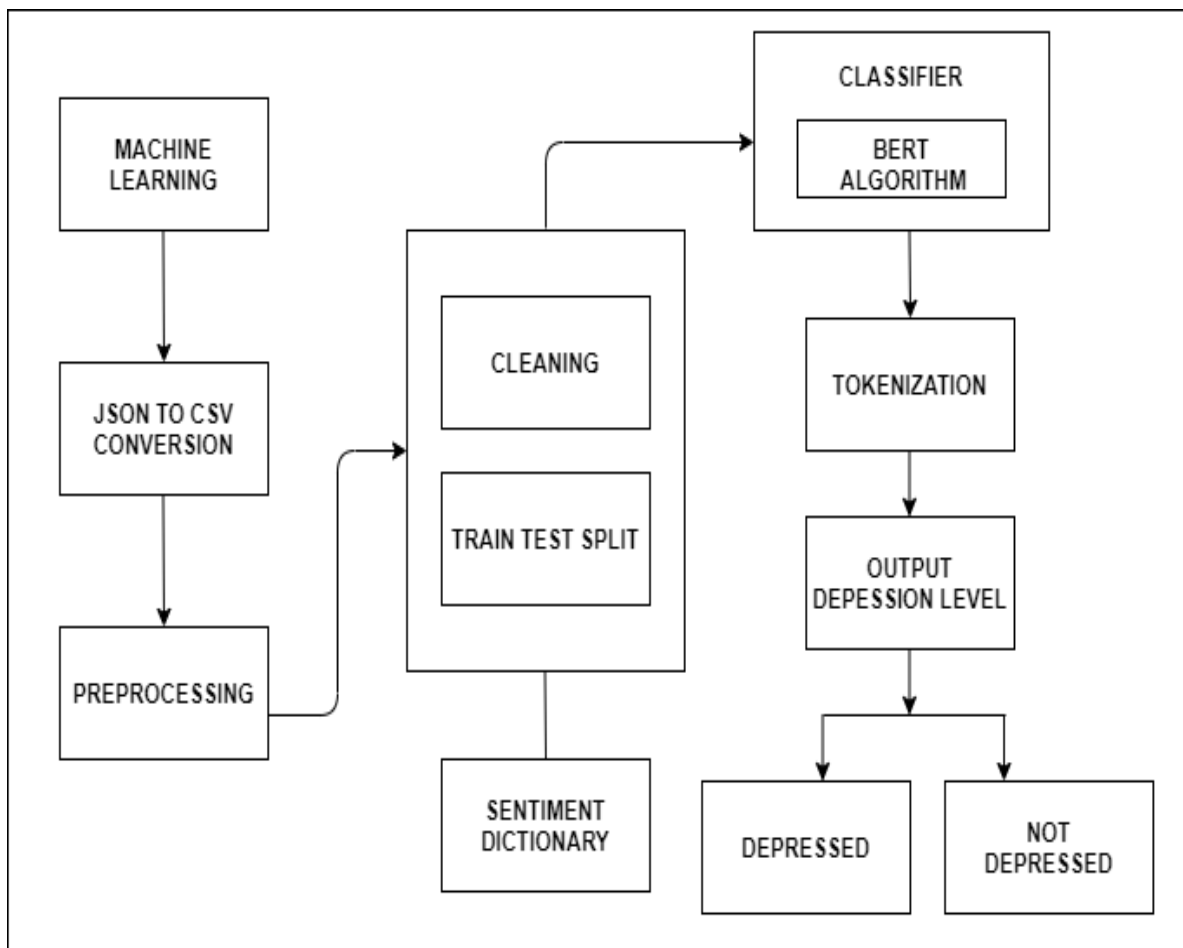 MACHINE
LEARNING
JSON TO CSV
CONVERSION
PREPROCESSING
CLEANING
TRAIN TEST SPLIT
SENTIMENT
DICTIONARY
CLASSIFIER
BERT
ALGORITHM
TOKENIZATION
OUTPUT
DEPESSION LEVEL
DEPRESSED
NOT
DEPRESSED